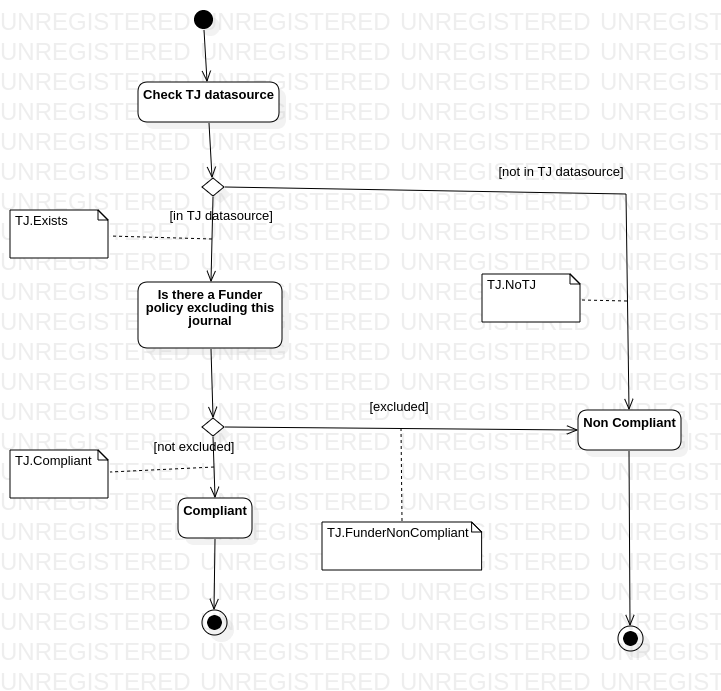 Check TJ datasource
[not in TJ datasource]
[in TJ datasource]
TJ.Exists
Is there a Funder
policy excluding this
journal
TJ.NoTJ
[excluded]
Non Compliant
[not excluded]
TJ.Compliant
Compliant
TJ.FunderNonCompliant
UNREGISTERED UNREGISTERED UNREGISTERED UNREGISTERED